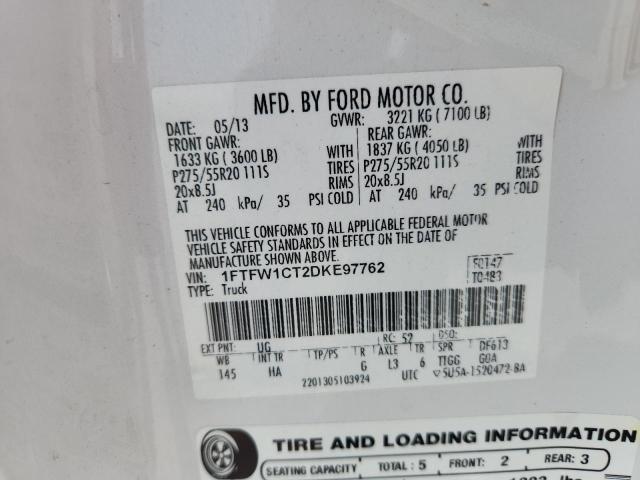 MFD. BY FORD MOTOR CO.
DATE: 05/13 GVWR: 3221 KG ( 7100 LB)
FRONT GAWR: REAR GAWR:
1633 KG ( 3600 LB) WITH 1837 KG ( 4050 LB) WITH
P275/55R20 111S TIRES P275/55R20 111S TIRES
20x8.5J RIMS 20x8.5J RIMS
AT 240 kPa/ 35 PSI COLD AT 240 kPa/ 35 PSI COLD
THIS VEHICLE CONFORMS TO ALL APPLICABLE FEDERAL MOTOR
VEHICLE SAFETY STANDARDS IN EFFECT ON THE DATE OF
MANUFACTURE SHOWN ABOVE.
VIN: 1FTFW1CT2DKE97762
TYPE: Truck
T0483
EXT PNT: UG RC: 52 DSO:
WB INT TR TP/PS R AXLE TR SPR DF613
145 HA G L3 6 TTGG GOA
2201305103924 UTC 5U5A-1520472-BA
TIRE AND LOADING INFORMATION
SEATING CAPACITY TOTAL : 5 FRONT: 2 REAR: 3